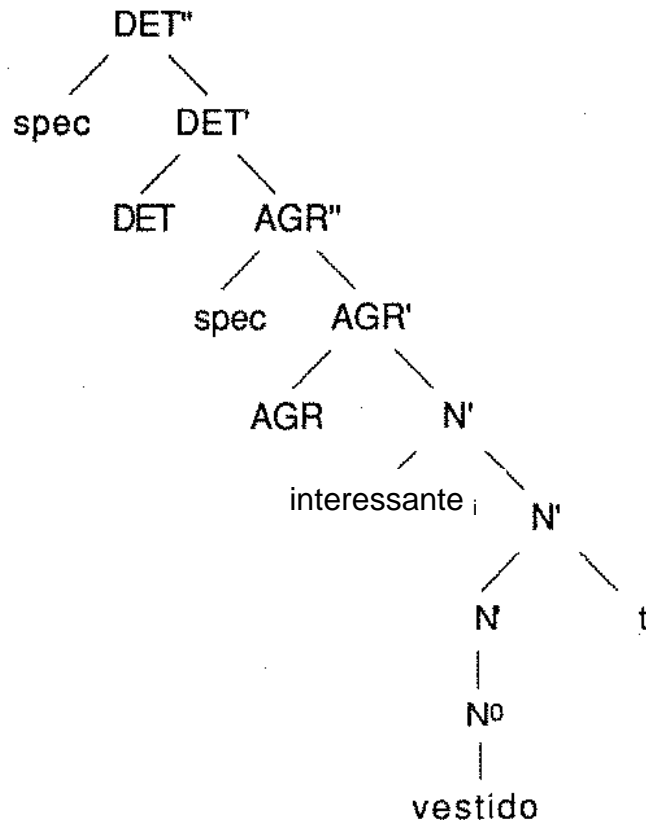 DET"
spec DET'
DET AGR"
spec AGR'
AGR N'
interessante i N'
N' t
N⁰
vestido